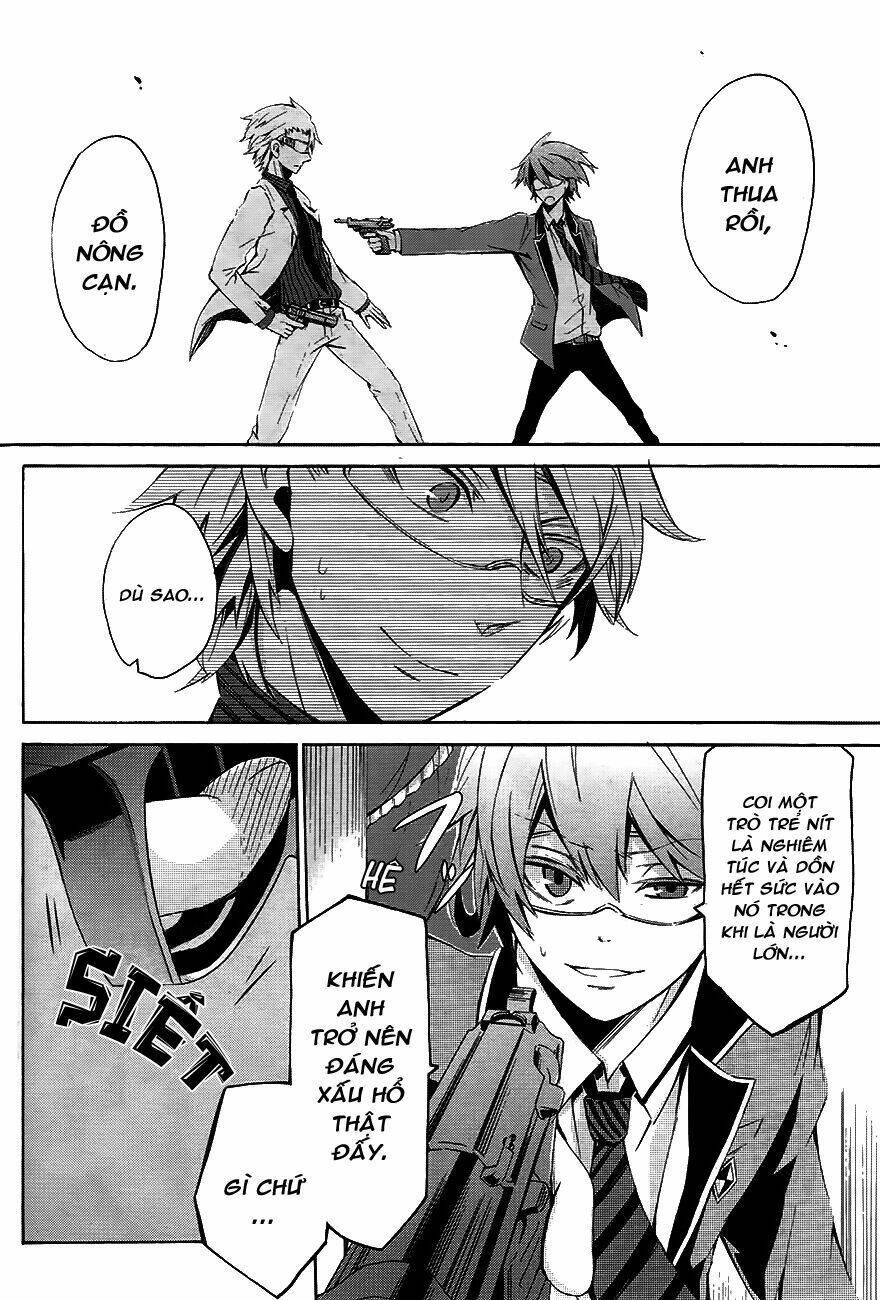 ANH
THUA
RỒI,
ĐỒ
NÔNG
CẠN.
DÙ SAO...
COI MỘT
TRÒ TRẺ NÍT
LÀ NGHIÊM
TÚC VÀ DỒN
HẾT SỨC VÀO
NÓ TRONG
KHI LÀ NGƯỜI
LỚN...
HÊ
KHIẾN
ANH
TRỞ NÊN
ĐÁNG
XẤU HỔ
THẬT
ĐẤY.
GÌ CHỨ
...
SIẾT